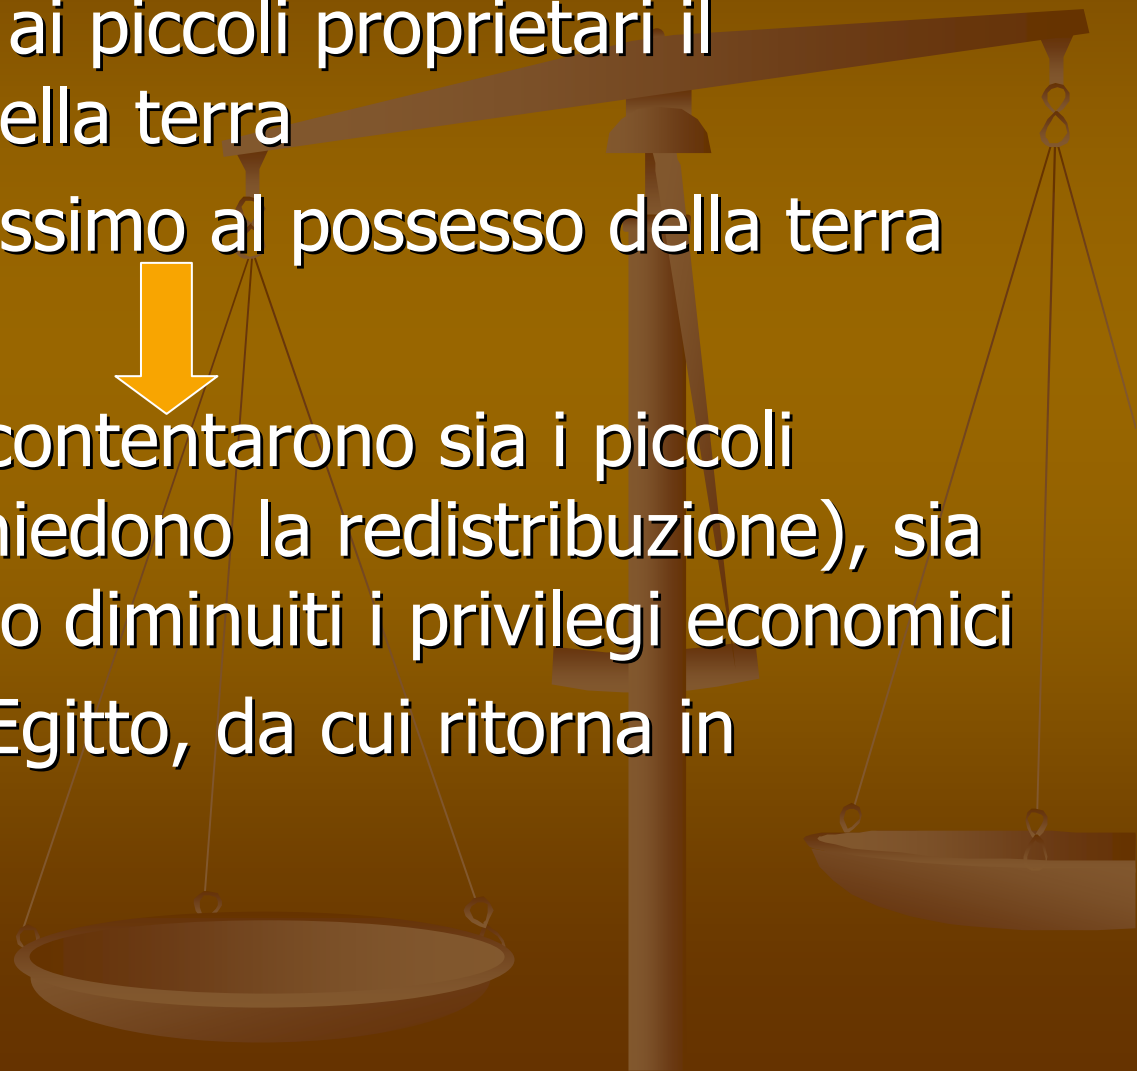 ai piccoli proprietari il
ella terra
ssimo al possesso della terra
contentarono sia i piccoli
hiedono la redistribuzione), sia
o diminuiti i privilegi economici
Egitto, da cui ritorna in